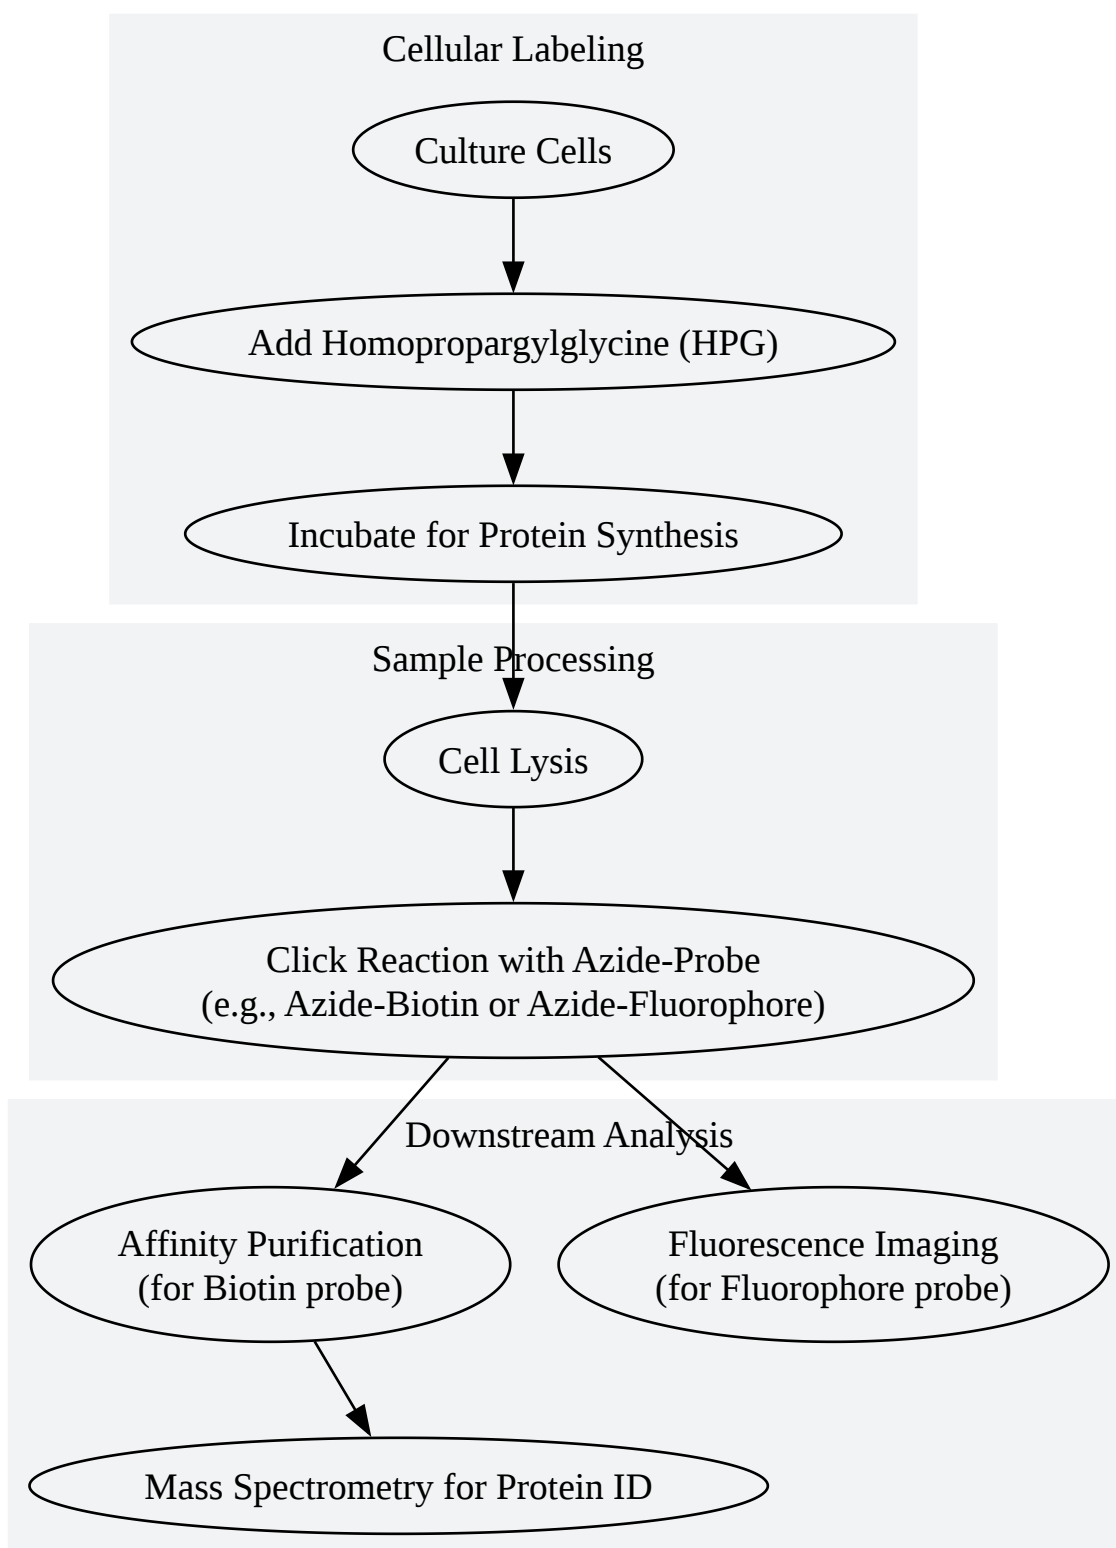 Cellular Labeling
Culture Cells
Add Homopropargylglycine (HPG)
Incubate for Protein Synthesis
Sample Processing
Cell Lysis
Click Reaction with Azide-Probe
(e.g., Azide-Biotin or Azide-Fluorophore)
Downstream Analysis
Affinity Purification
(for Biotin probe)
Fluorescence Imaging
(for Fluorophore probe)
Mass Spectrometry for Protein ID